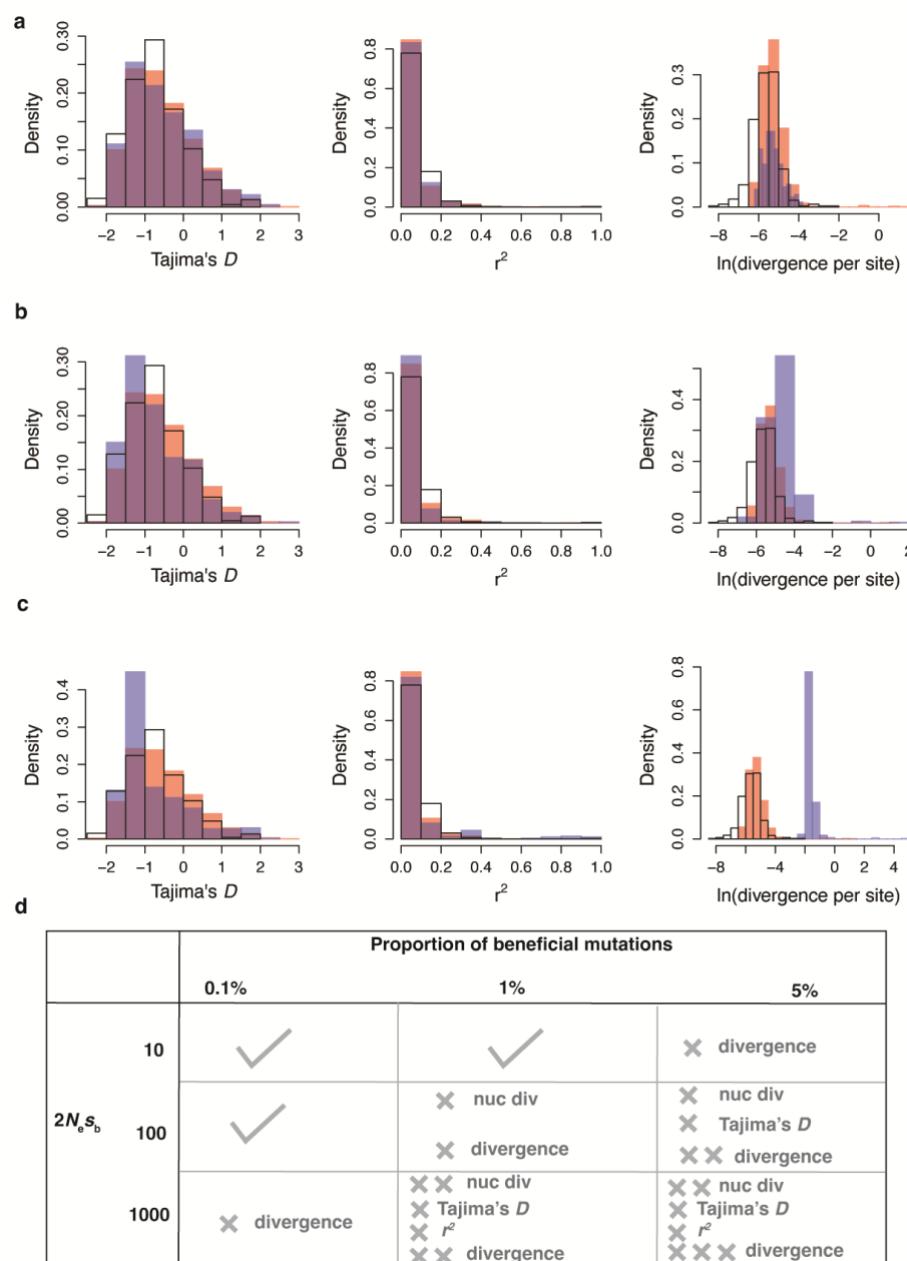 a
Density
0.00 0.10 0.20 0.30
−2 −1 0 1 2 3
Tajima's D
Density
0.0 0.2 0.4 0.6 0.8
0.0 0.2 0.4 0.6 0.8 1.0
r²
Density
0.0 0.1 0.2 0.3
−8 −6 −4 −2 0
ln(divergence per site)
b
Density
0.00 0.10 0.20 0.30
−2 −1 0 1 2 3
Tajima's D
Density
0.0 0.2 0.4 0.6 0.8
0.0 0.2 0.4 0.6 0.8 1.0
r²
Density
0.0 0.2 0.4
−8 −6 −4 −2 0 2
ln(divergence per site)
c
Density
0.0 0.1 0.2 0.3 0.4
−2 −1 0 1 2 3
Tajima's D
Density
0.0 0.2 0.4 0.6 0.8
0.0 0.2 0.4 0.6 0.8 1.0
r²
Density
0.0 0.2 0.4 0.6 0.8
−8 −4 0 2 4
ln(divergence per site)
d
Proportion of beneficial mutations
0.1% 1% 5%
10 divergence
nuc div nuc div
2Nₑs_b 100 Tajima's D
divergence divergence
nuc div nuc div
1000 divergence Tajima's D Tajima's D
r² r²
divergence divergence